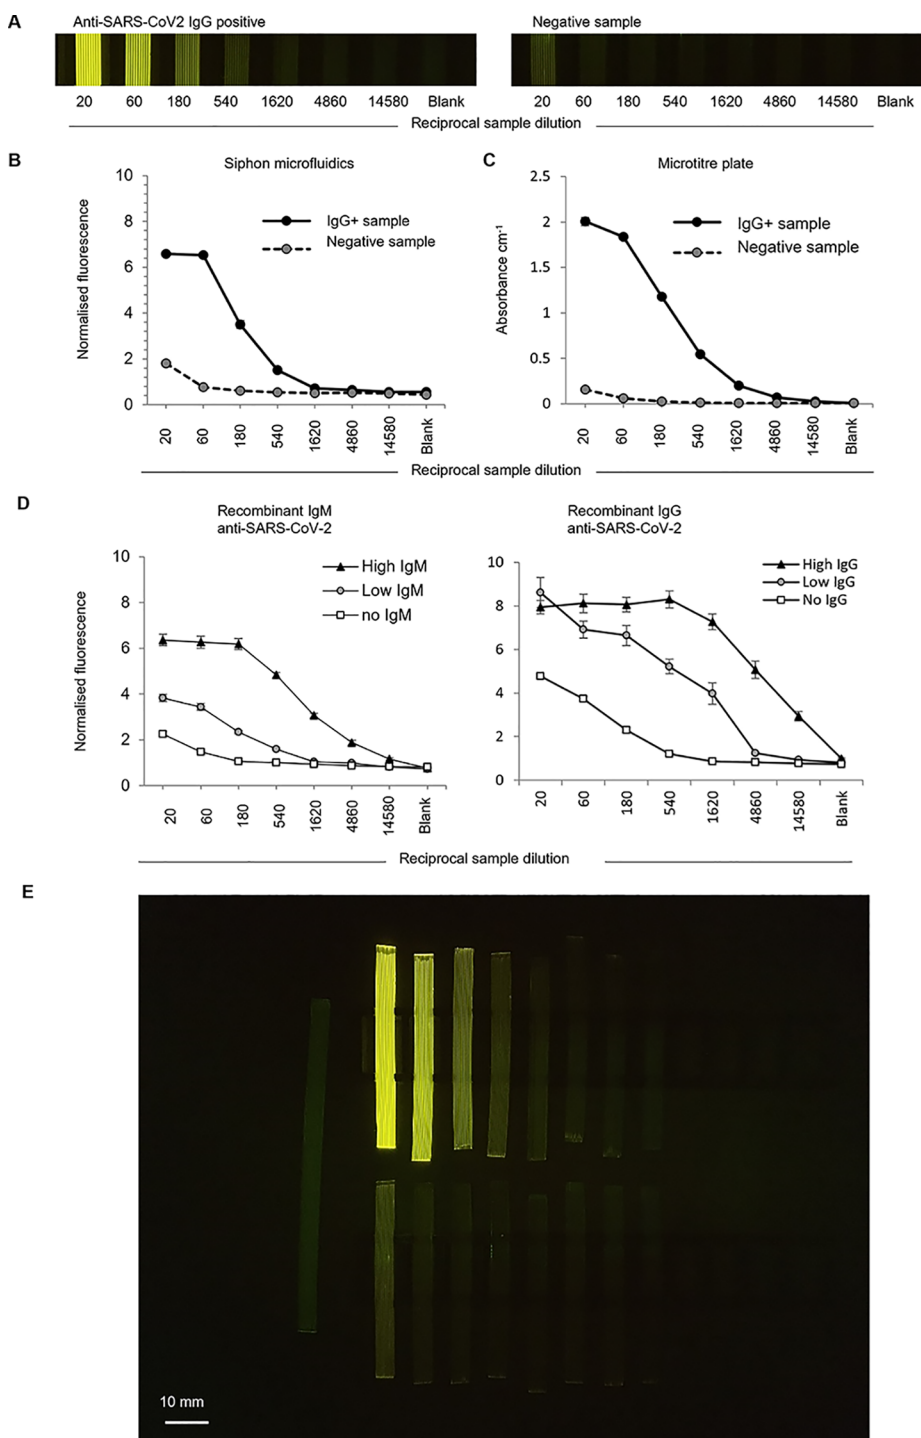 A
Anti-SARS-CoV2 IgG positive
Negative sample
20 60 180 540 1620 4860 14580 Blank
20 60 180 540 1620 4860 14580 Blank
Reciprocal sample dilution
B
Siphon microfluidics
Normalised fluorescence
10
8
6
4
2
0
IgG+ sample
Negative sample
20 60 180 540 1620 4860 14580 Blank
C
Microtitre plate
Absorbance cm⁻¹
2.5
2
1.5
1
0.5
0
IgG+ sample
Negative sample
20 60 180 540 1620 4860 14580 Blank
Reciprocal sample dilution
D
Recombinant IgM
anti-SARS-CoV-2
Normalised fluorescence
10
8
6
4
2
0
High IgM
Low IgM
no IgM
20 60 180 540 1620 4860 14580 Blank
Recombinant IgG
anti-SARS-CoV-2
10
8
6
4
2
0
High IgG
Low IgG
No IgG
20 60 180 540 1620 4860 14580 Blank
Reciprocal sample dilution
E
10 mm